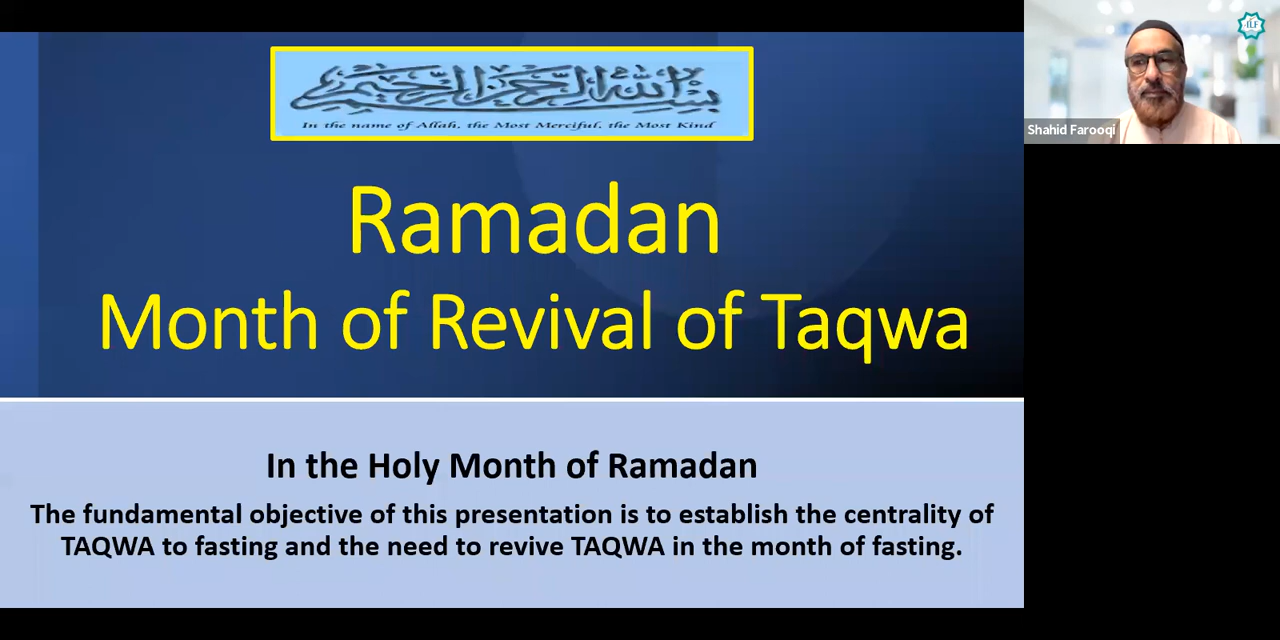 بسم الله الرحمن الرحيم
In the name of Allah, the Most Merciful, the Most Kind
Ramadan
Month of Revival of Taqwa
In the Holy Month of Ramadan
The fundamental objective of this presentation is to establish the centrality of
TAQWA to fasting and the need to revive TAQWA in the month of fasting.
Shahid Farooqi
ILF